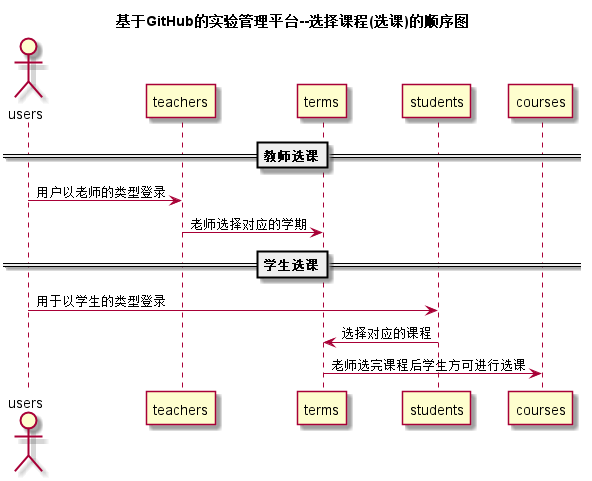 基于GitHub的实验管理平台--选择课程(选课)的顺序图
users
teachers
terms
students
courses
教师选课
用户以老师的类型登录
老师选择对应的学期
学生选课
用于以学生的类型登录
选择对应的课程
老师选完课程后学生方可进行选课
users
teachers
terms
students
courses